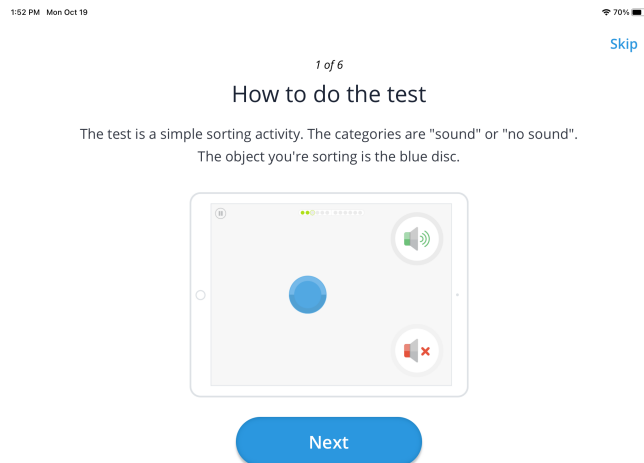 1:52 PM Mon Oct 19 70%
Skip
1 of 6
How to do the test
The test is a simple sorting activity. The categories are "sound" or "no sound".
The object you're sorting is the blue disc.
Next